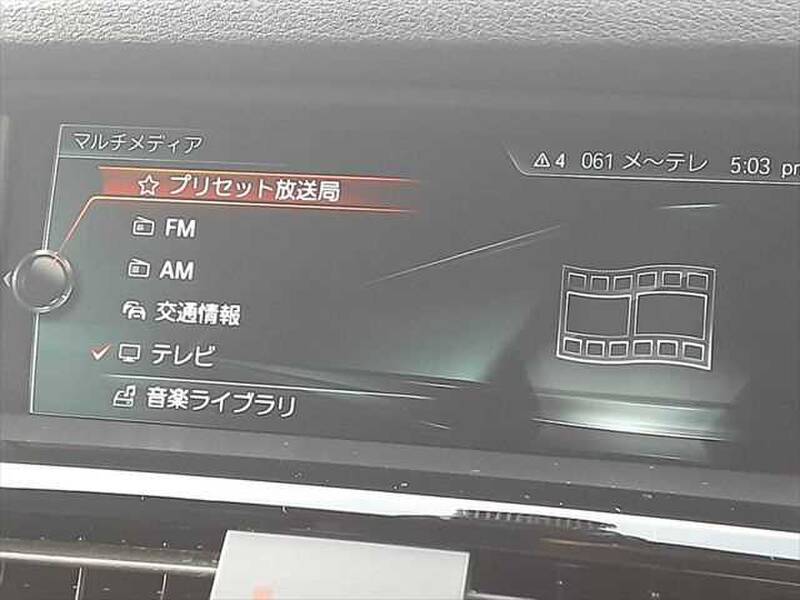 マルチメディア
4 061 メ～テレ 5:03 pm
プリセット放送局
FM
AM
交通情報
テレビ
音楽ライブラリ